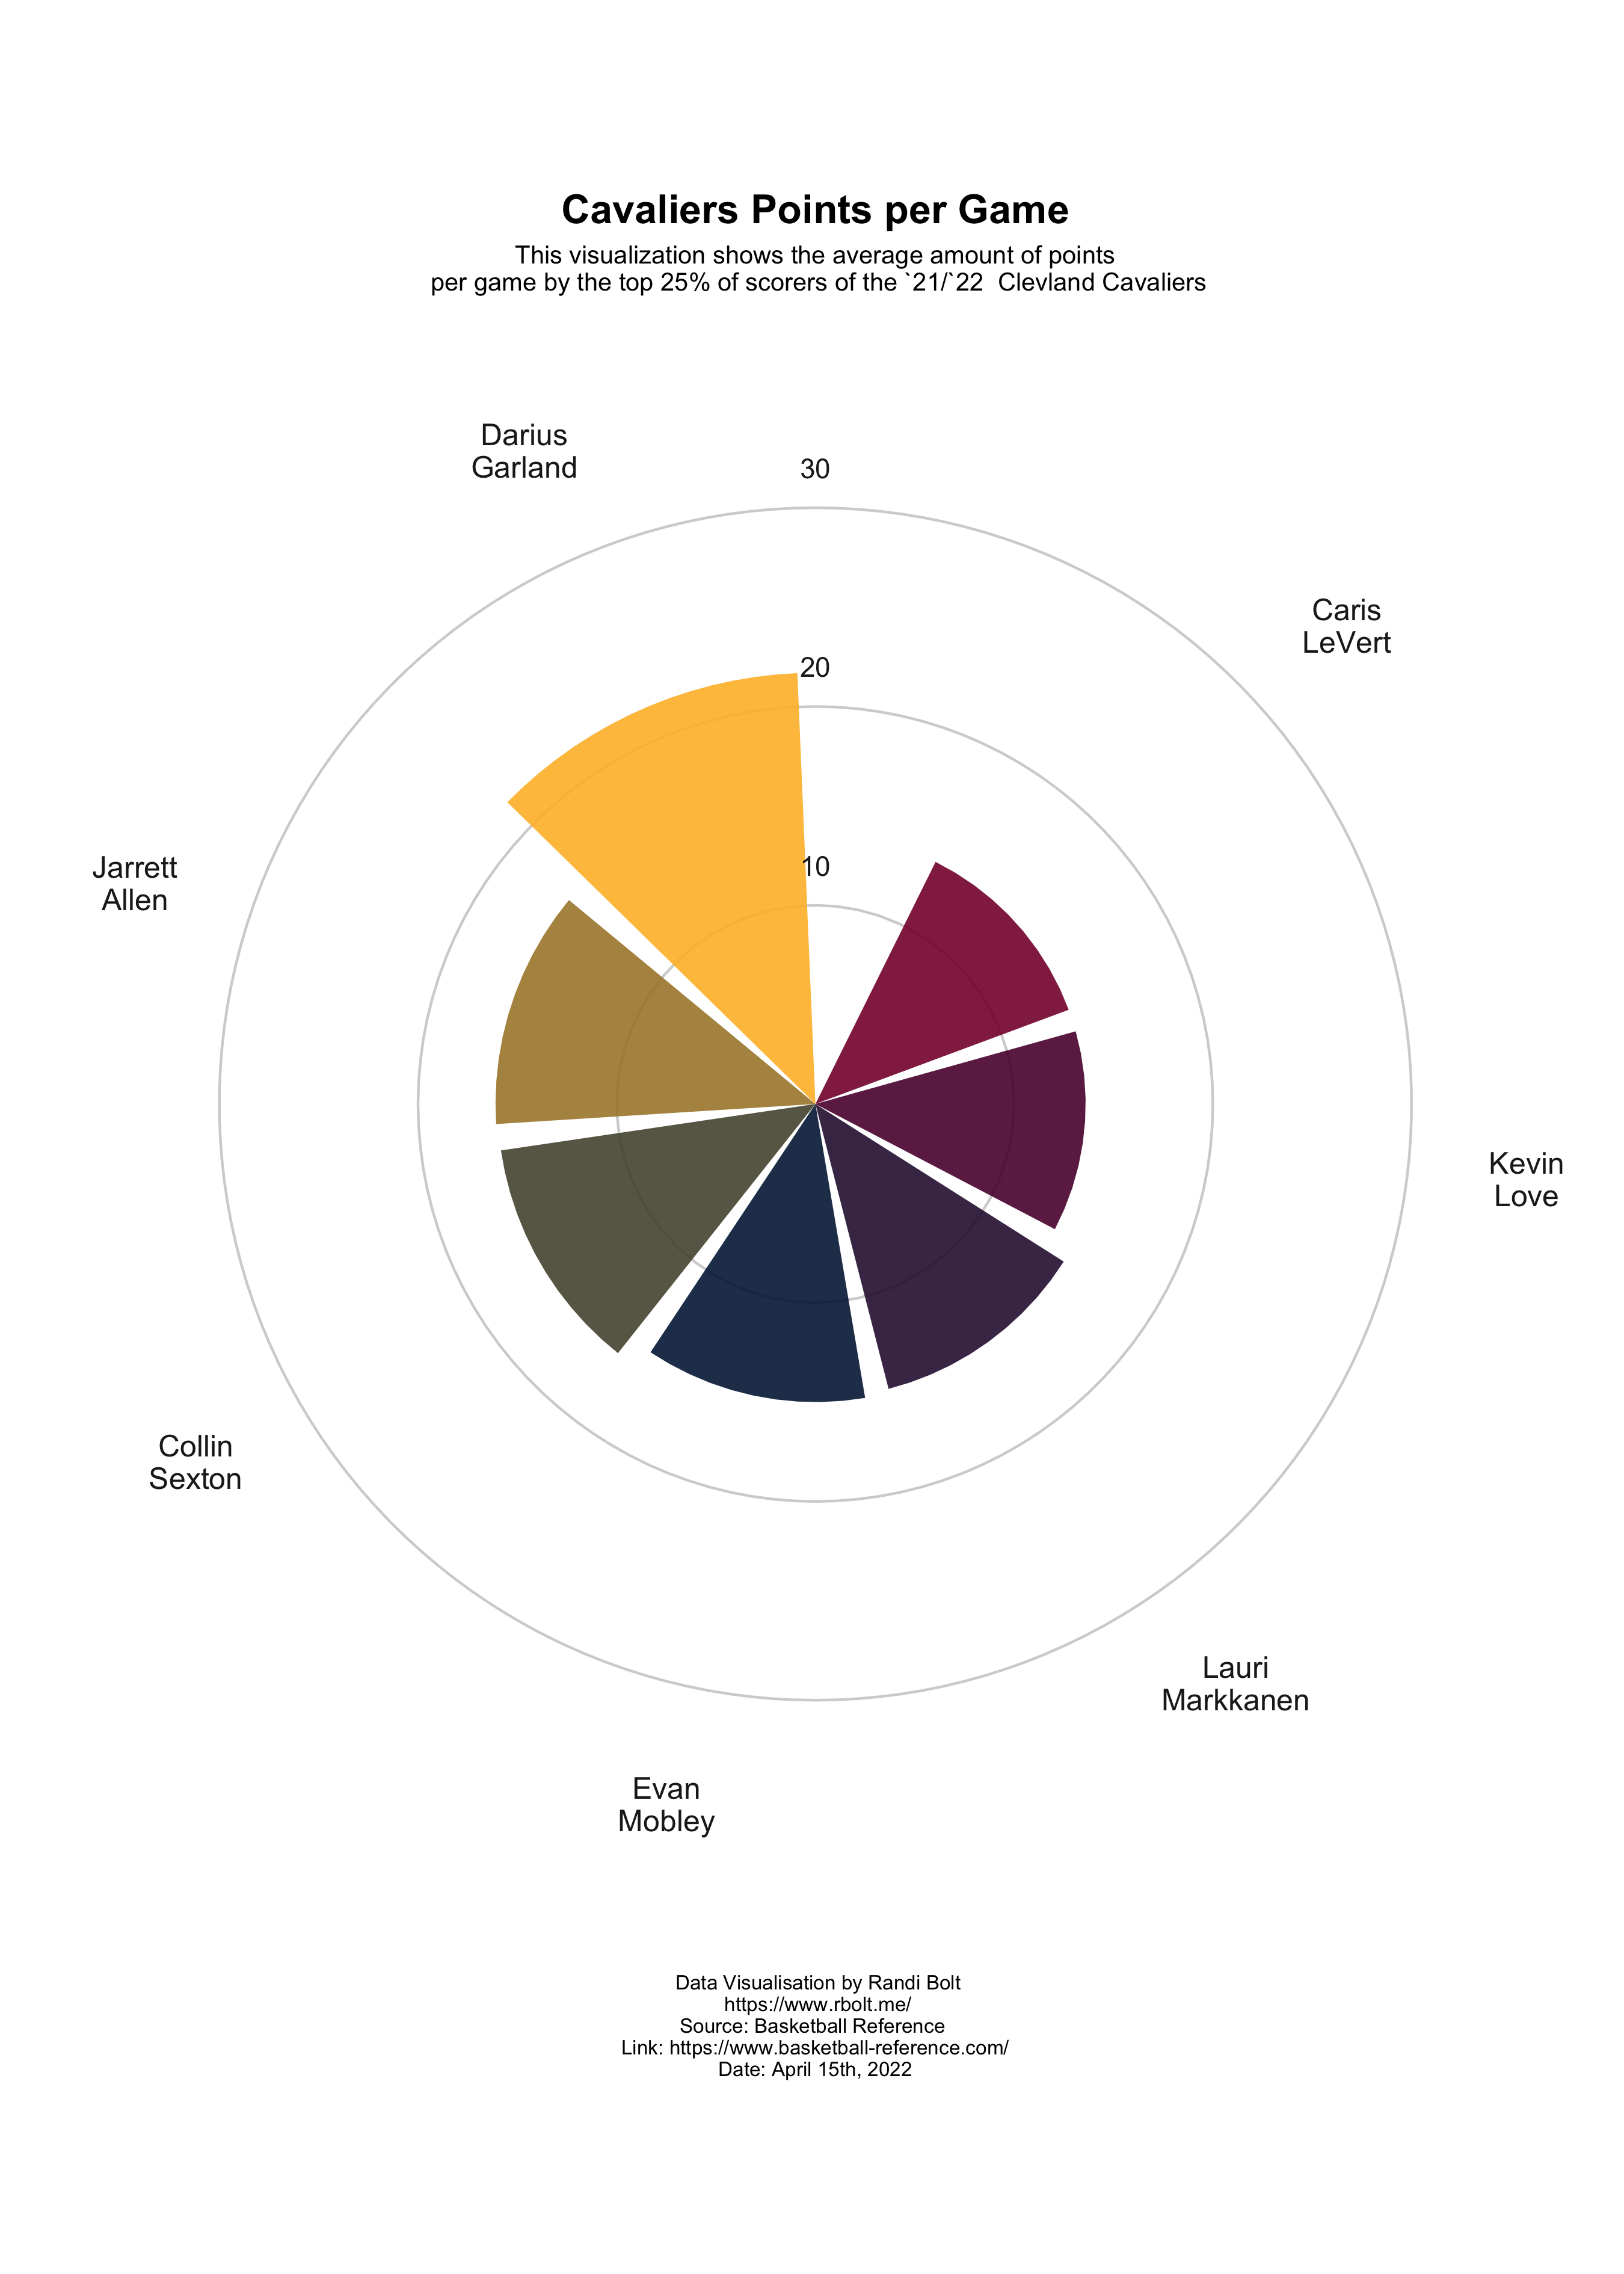 Cavaliers Points per Game
This visualization shows the average amount of points
per game by the top 25% of scorers of the `21/`22  Clevland Cavaliers
Darius
Garland
30
Caris
LeVert
20
Jarrett
Allen
10
Kevin
Love
Collin
Sexton
Lauri
Markkanen
Evan
Mobley
Data Visualisation by Randi Bolt
https://www.rbolt.me/
Source: Basketball Reference
Link: https://www.basketball-reference.com/
Date: April 15th, 2022